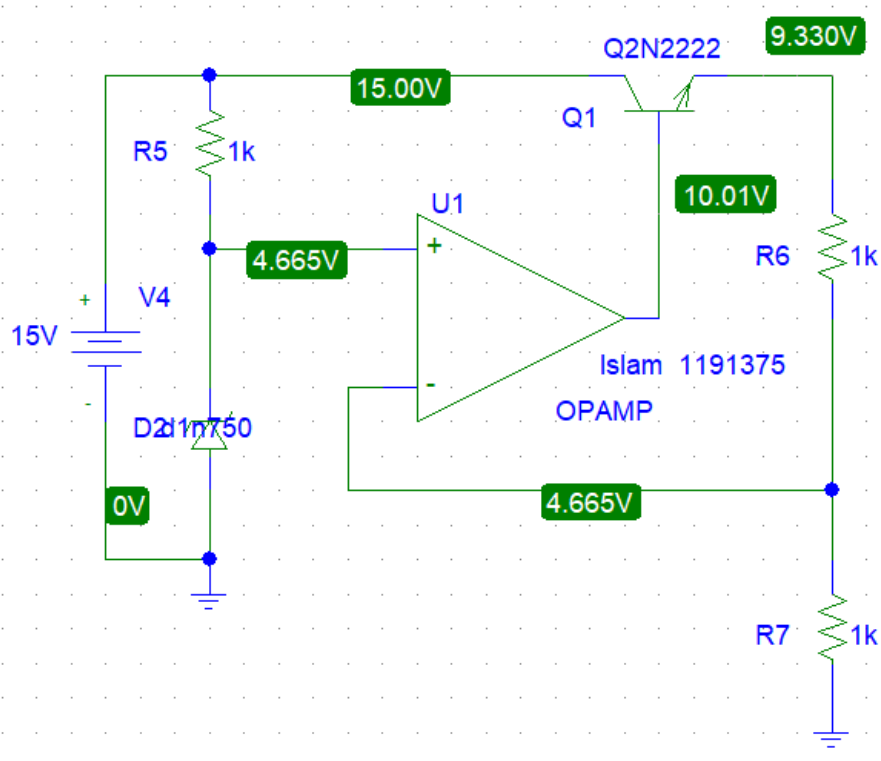 Q2N2222
9.330V
15.00V
Q1
R5
1k
10.01V
U1
+
4.665V
R6
1k
+
V4
15V
Islam 1191375
-
OPAMP
-
D2d1n750
4.665V
0V
R7
1k